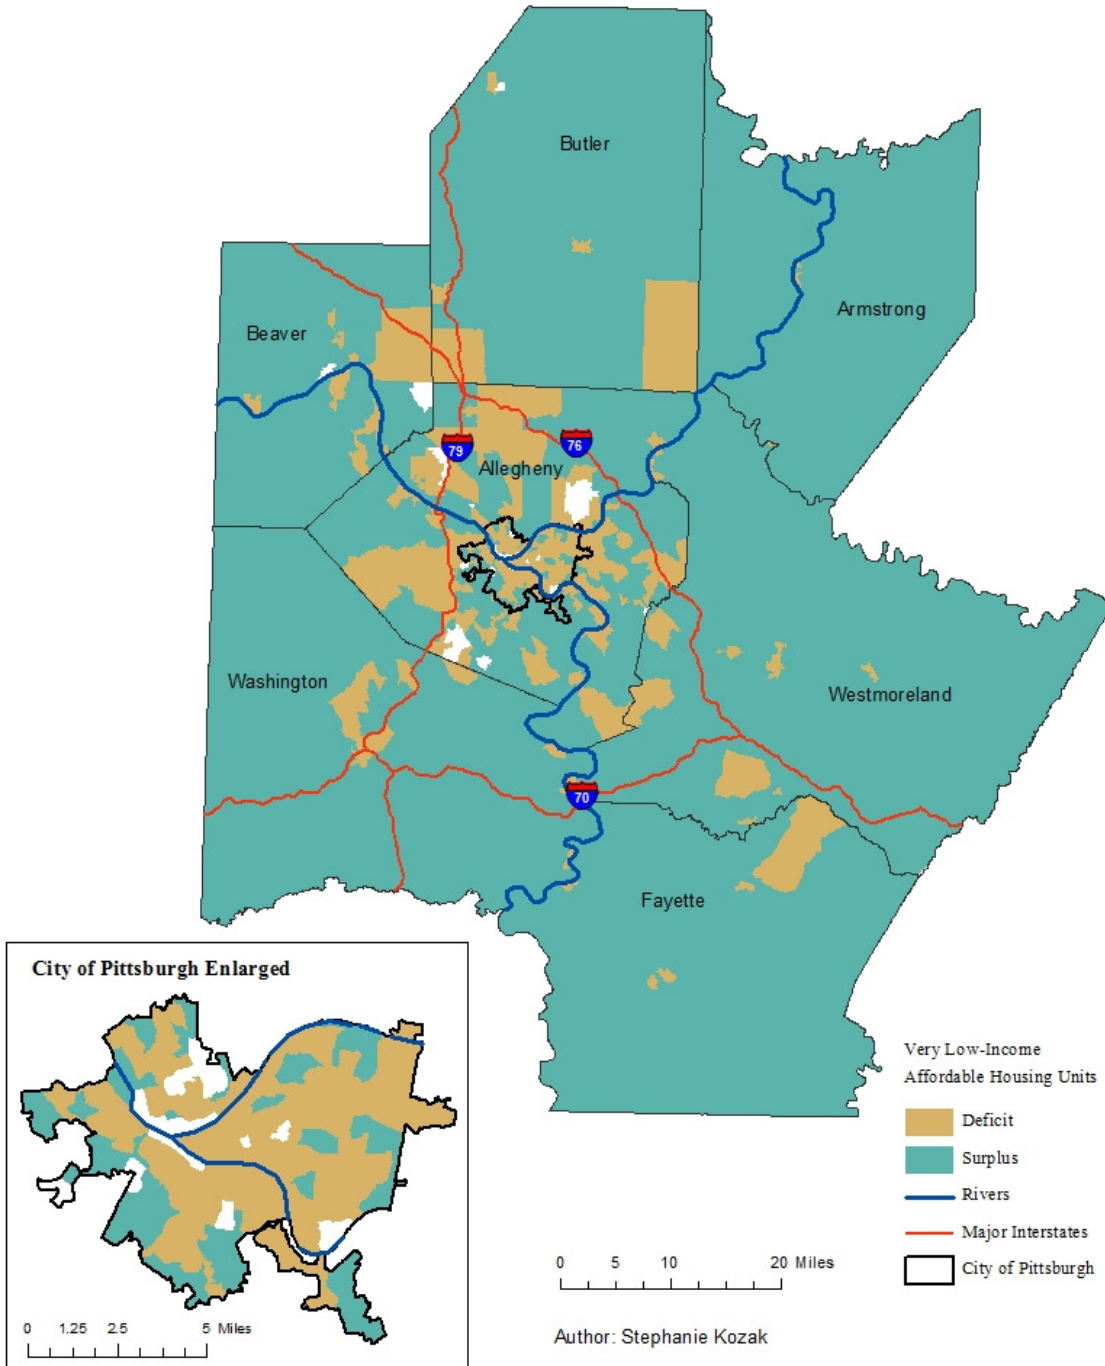 Butler
Armstrong
Beaver
79
76
Allegheny
Washington
Westmoreland
70
Fayette
City of Pittsburgh Enlarged
0 1.25 2.5 5 Miles
Very Low-Income
Affordable Housing Units
Deficit
Surplus
Rivers
Major Interstates
City of Pittsburgh
0 5 10 20 Miles
Author: Stephanie Kozak